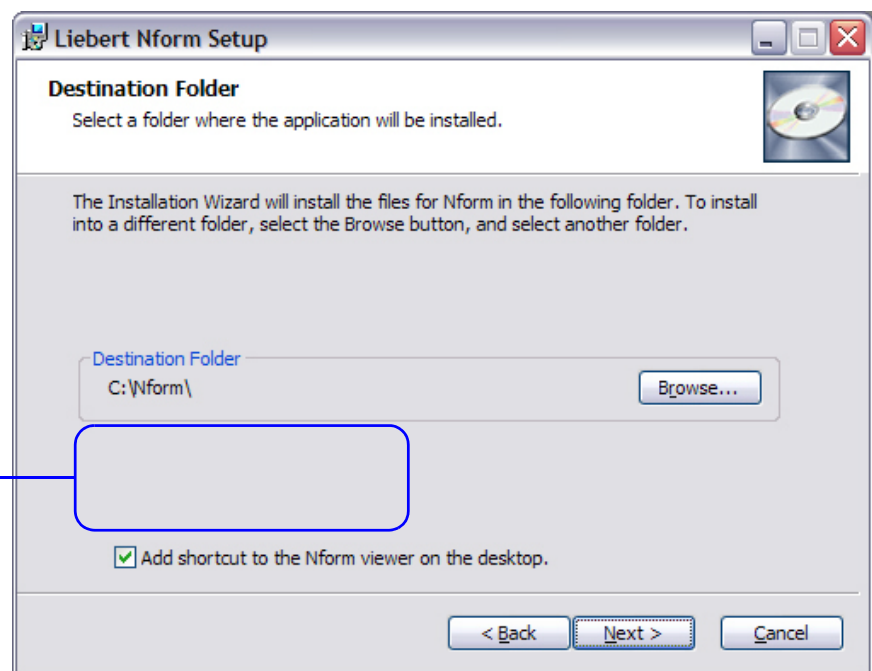 Liebert Nform Setup
Destination Folder
Select a folder where the application will be installed.
The Installation Wizard will install the files for Nform in the following folder. To install
into a different folder, select the Browse button, and select another folder.
Destination Folder
C:\Nform\
Browse...
Add shortcut to the Nform viewer on the desktop.
< Back
Next >
Cancel